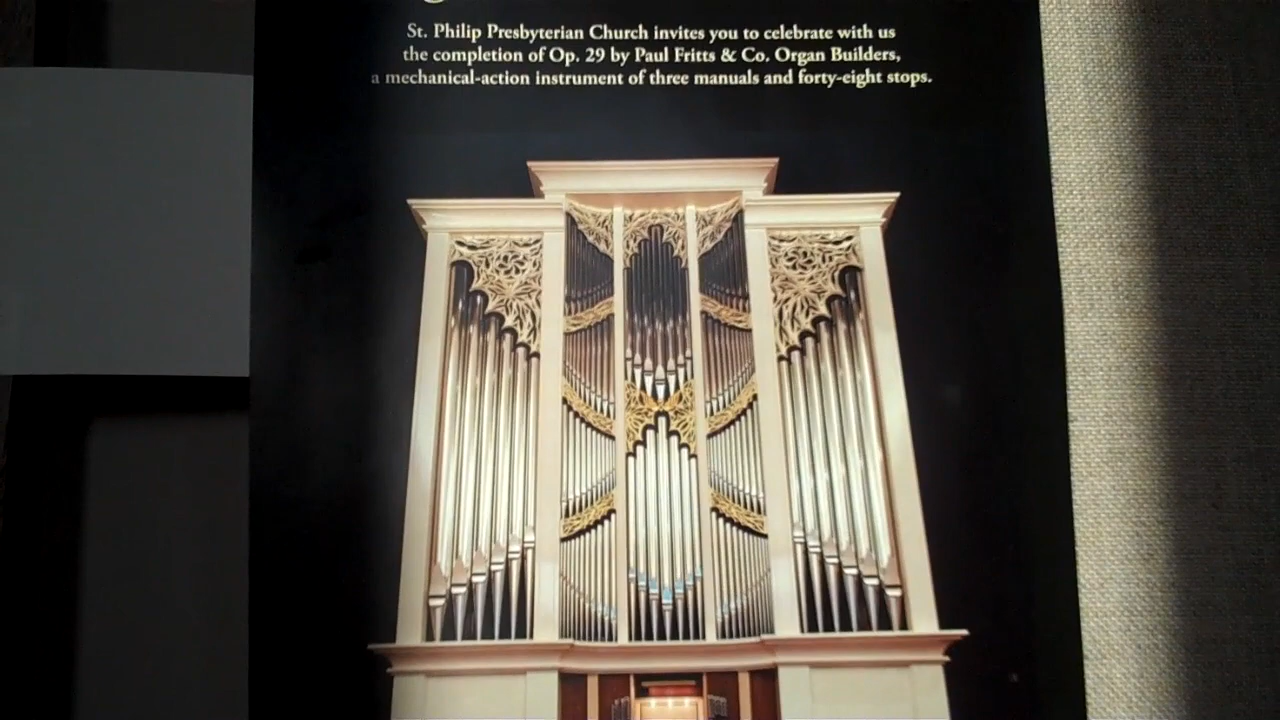 St. Philip Presbyterian Church invites you to celebrate with us
the completion of Op. 29 by Paul Fritts & Co. Organ Builders,
a mechanical-action instrument of three manuals and forty-eight stops.